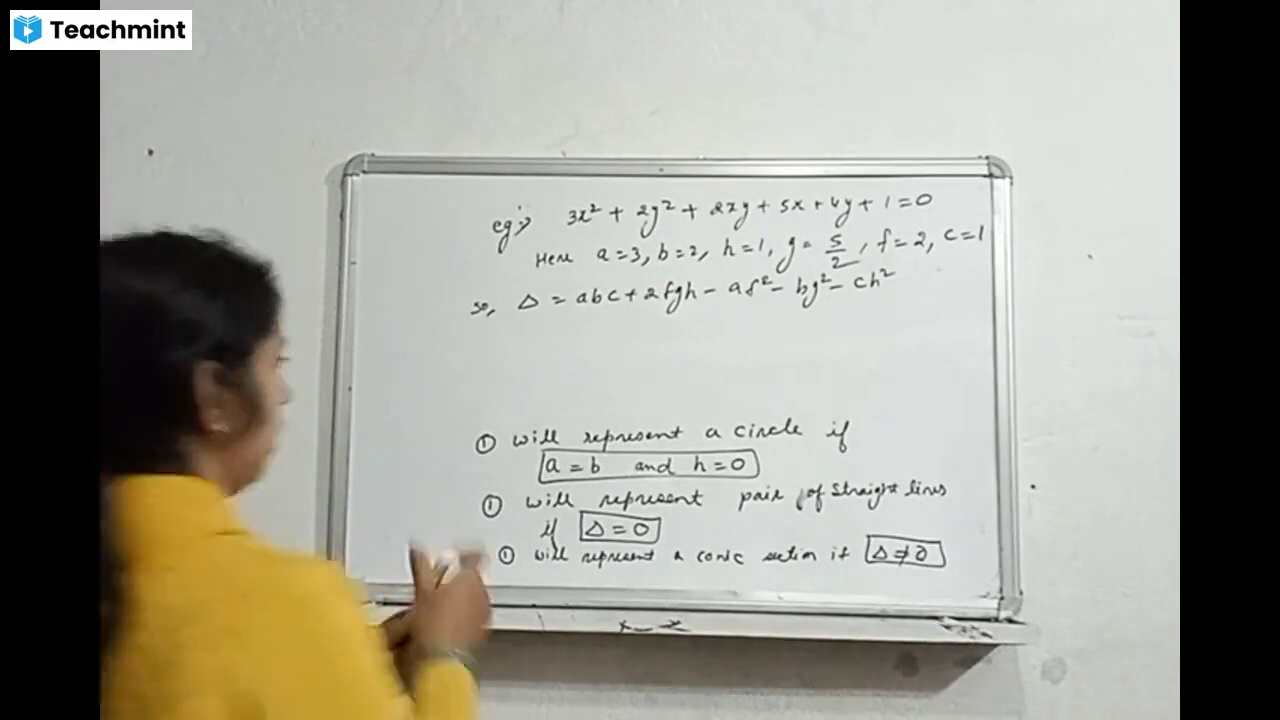 Teachmint
eg:→ 3x² + 2y² + 2xy + 5x + 4y + 1 = 0
Here a = 3, b = 2, h = 1, g = 5/2, f = 2, c = 1
so, Δ = abc + 2fgh - af² - bg² - ch²
① will represent a circle if
a = b and h = 0
① will represent pair of straight lines
if Δ = 0
① will represent a conic section if Δ ≠ 0